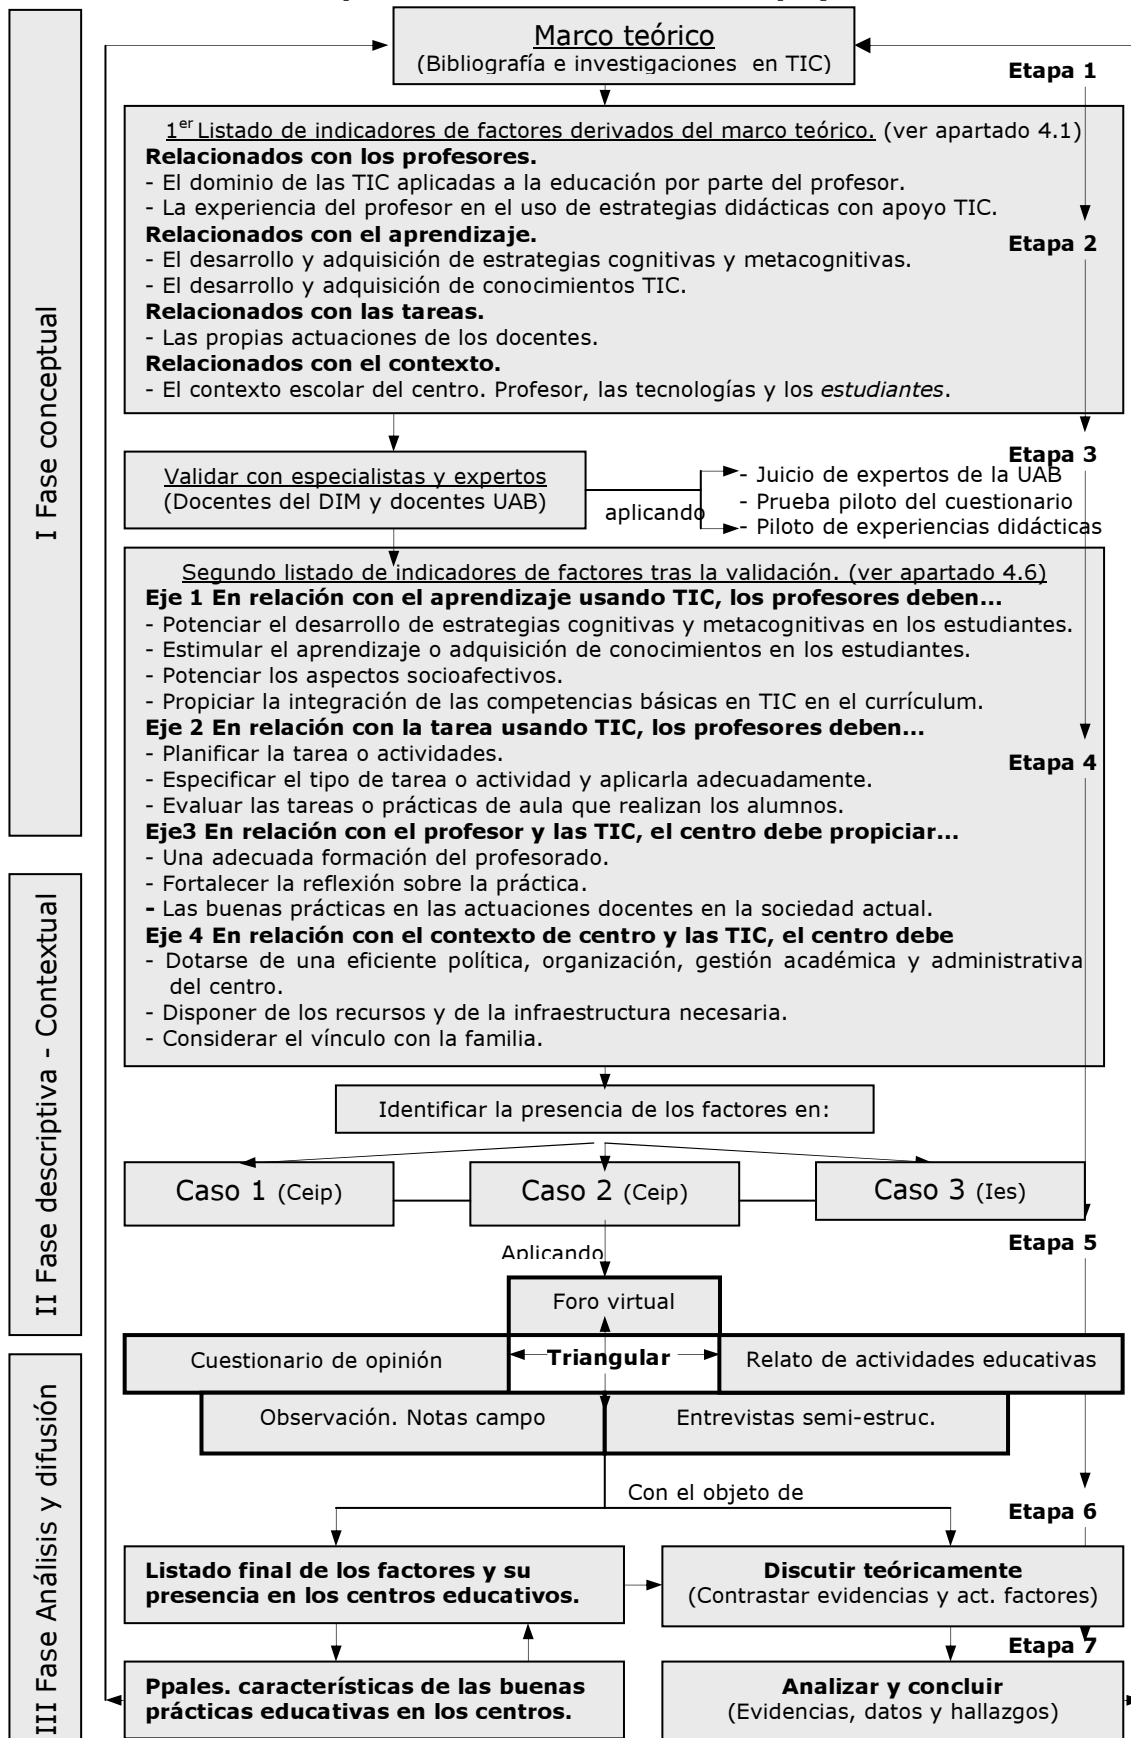 Marco teórico
(Bibliografía e investigaciones en TIC)
Etapa 1
1er Listado de indicadores de factores derivados del marco teórico. (ver apartado 4.1)
Relacionados con los profesores.
- El dominio de las TIC aplicadas a la educación por parte del profesor.
- La experiencia del profesor en el uso de estrategias didácticas con apoyo TIC.
Relacionados con el aprendizaje.
Etapa 2
- El desarrollo y adquisición de estrategias cognitivas y metacognitivas.
- El desarrollo y adquisición de conocimientos TIC.
Relacionados con las tareas.
- Las propias actuaciones de los docentes.
Relacionados con el contexto.
- El contexto escolar del centro. Profesor, las tecnologías y los estudiantes.
I Fase conceptual
Etapa 3
Validar con especialistas y expertos
(Docentes del DIM y docentes UAB)
aplicando
- Juicio de expertos de la UAB
- Prueba piloto del cuestionario
- Piloto de experiencias didácticas
Segundo listado de indicadores de factores tras la validación. (ver apartado 4.6)
Eje 1 En relación con el aprendizaje usando TIC, los profesores deben…
- Potenciar el desarrollo de estrategias cognitivas y metacognitivas en los estudiantes.
- Estimular el aprendizaje o adquisición de conocimientos en los estudiantes.
- Potenciar los aspectos socioafectivos.
- Propiciar la integración de las competencias básicas en TIC en el currículum.
Eje 2 En relación con la tarea usando TIC, los profesores deben…
- Planificar la tarea o actividades.
Etapa 4
- Especificar el tipo de tarea o actividad y aplicarla adecuadamente.
- Evaluar las tareas o prácticas de aula que realizan los alumnos.
Eje3 En relación con el profesor y las TIC, el centro debe propiciar…
- Una adecuada formación del profesorado.
- Fortalecer la reflexión sobre la práctica.
- Las buenas prácticas en las actuaciones docentes en la sociedad actual.
Eje 4 En relación con el contexto de centro y las TIC, el centro debe
- Dotarse de una eficiente política, organización, gestión académica y administrativa
del centro.
- Disponer de los recursos y de la infraestructura necesaria.
- Considerar el vínculo con la familia.
II Fase descriptiva - Contextual
Identificar la presencia de los factores en:
Caso 1 (Ceip)
Caso 2 (Ceip)
Caso 3 (Ies)
Etapa 5
Aplicando
Foro virtual
Cuestionario de opinión
Triangular
Relato de actividades educativas
Observación. Notas campo
Entrevistas semi-estruc.
Con el objeto de
Etapa 6
III Fase Análisis y difusión
Listado final de los factores y su
presencia en los centros educativos.
Discutir teóricamente
(Contrastar evidencias y act. factores)
Etapa 7
Ppales. características de las buenas
prácticas educativas en los centros.
Analizar y concluir
(Evidencias, datos y hallazgos)